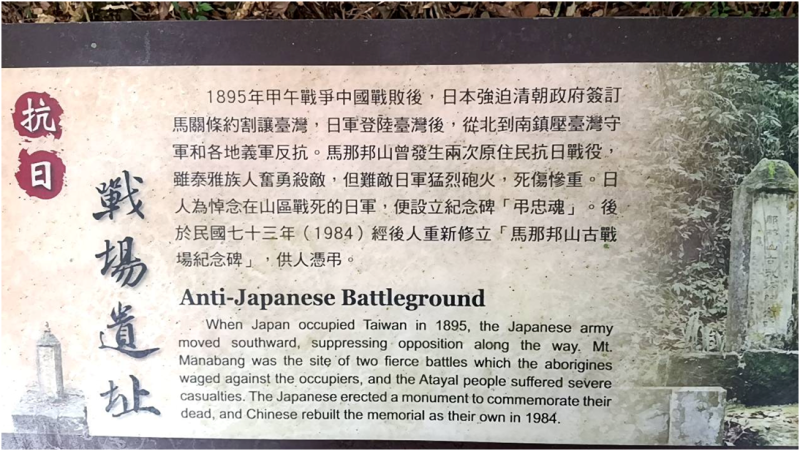 抗日
戰場遺址
1895年甲午戰爭中國戰敗後，日本強迫清朝政府簽訂
馬關條約割讓臺灣，日軍登陸臺灣後，從北到南鎮壓臺灣守
軍和各地義軍反抗。馬那邦山曾發生兩次原住民抗日戰役，
雖泰雅族人奮勇殺敵，但難敵日軍猛烈砲火，死傷慘重。日
人為悼念在山區戰死的日軍，便設立紀念碑「弔忠魂」。後
於民國七十三年（1984）經後人重新修立「馬那邦山古戰
場紀念碑」，供人憑弔。
Anti-Japanese Battleground
When Japan occupied Taiwan in 1895, the Japanese army
moved southward, suppressing opposition along the way. Mt.
Manabang was the site of two fierce battles which the aborigines
waged against the occupiers, and the Atayal people suffered severe
casualties. The Japanese erected a monument to commemorate their
dead, and Chinese rebuilt the memorial as their own in 1984.